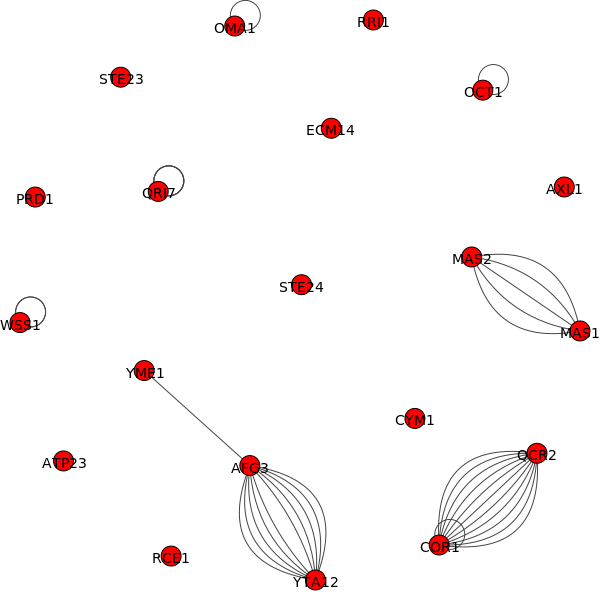 OMA1
RRI1
STE23
OCT1
ECM14
AXL1
PRD1
QRI7
MAS2
STE24
WSS1
MAS1
YME1
CYM1
QCR2
ATP23
AFG3
COR1
RCE1
YTA12